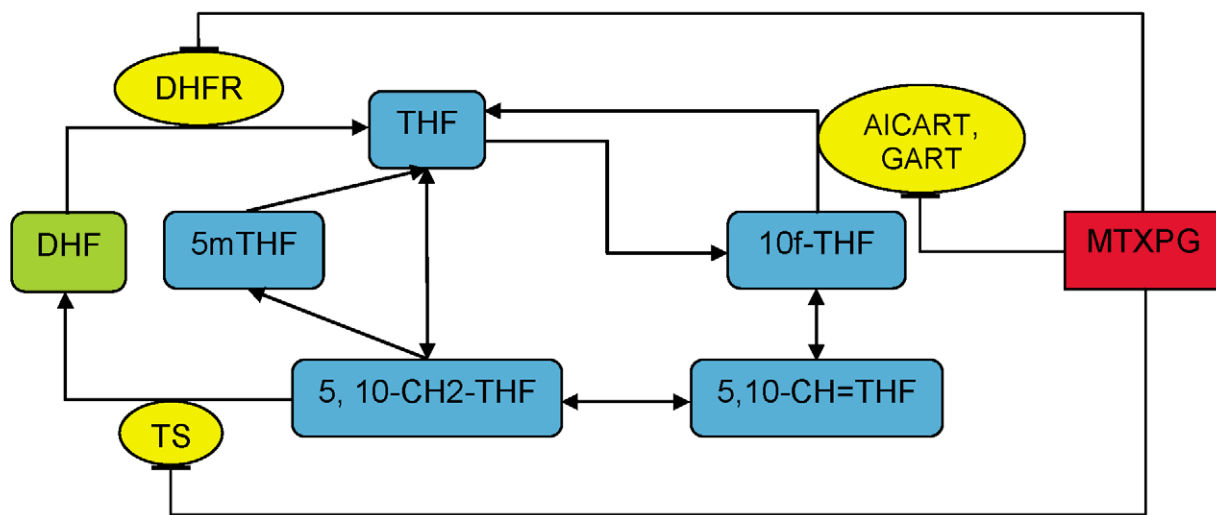 DHFR
THF
AICART,
GART
DHF
5mTHF
10f-THF
MTXPG
5, 10-CH2-THF
5,10-CH=THF
TS